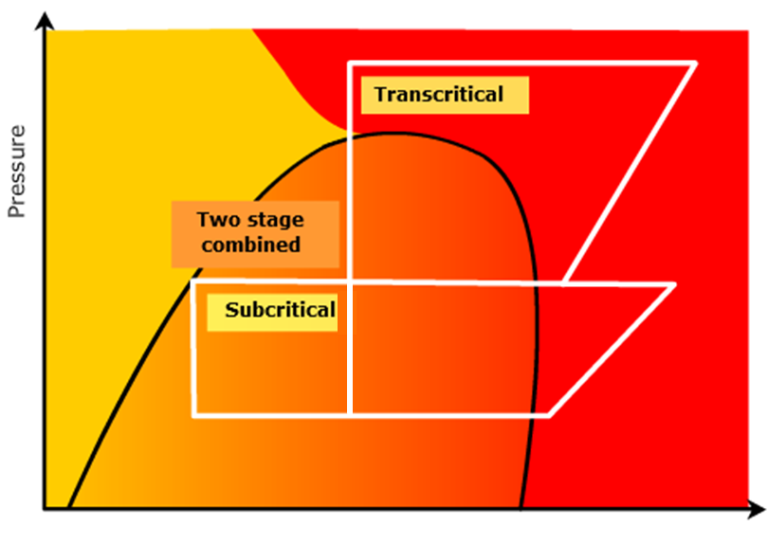 Pressure
Transcritical
Two stage
combined
Subcritical